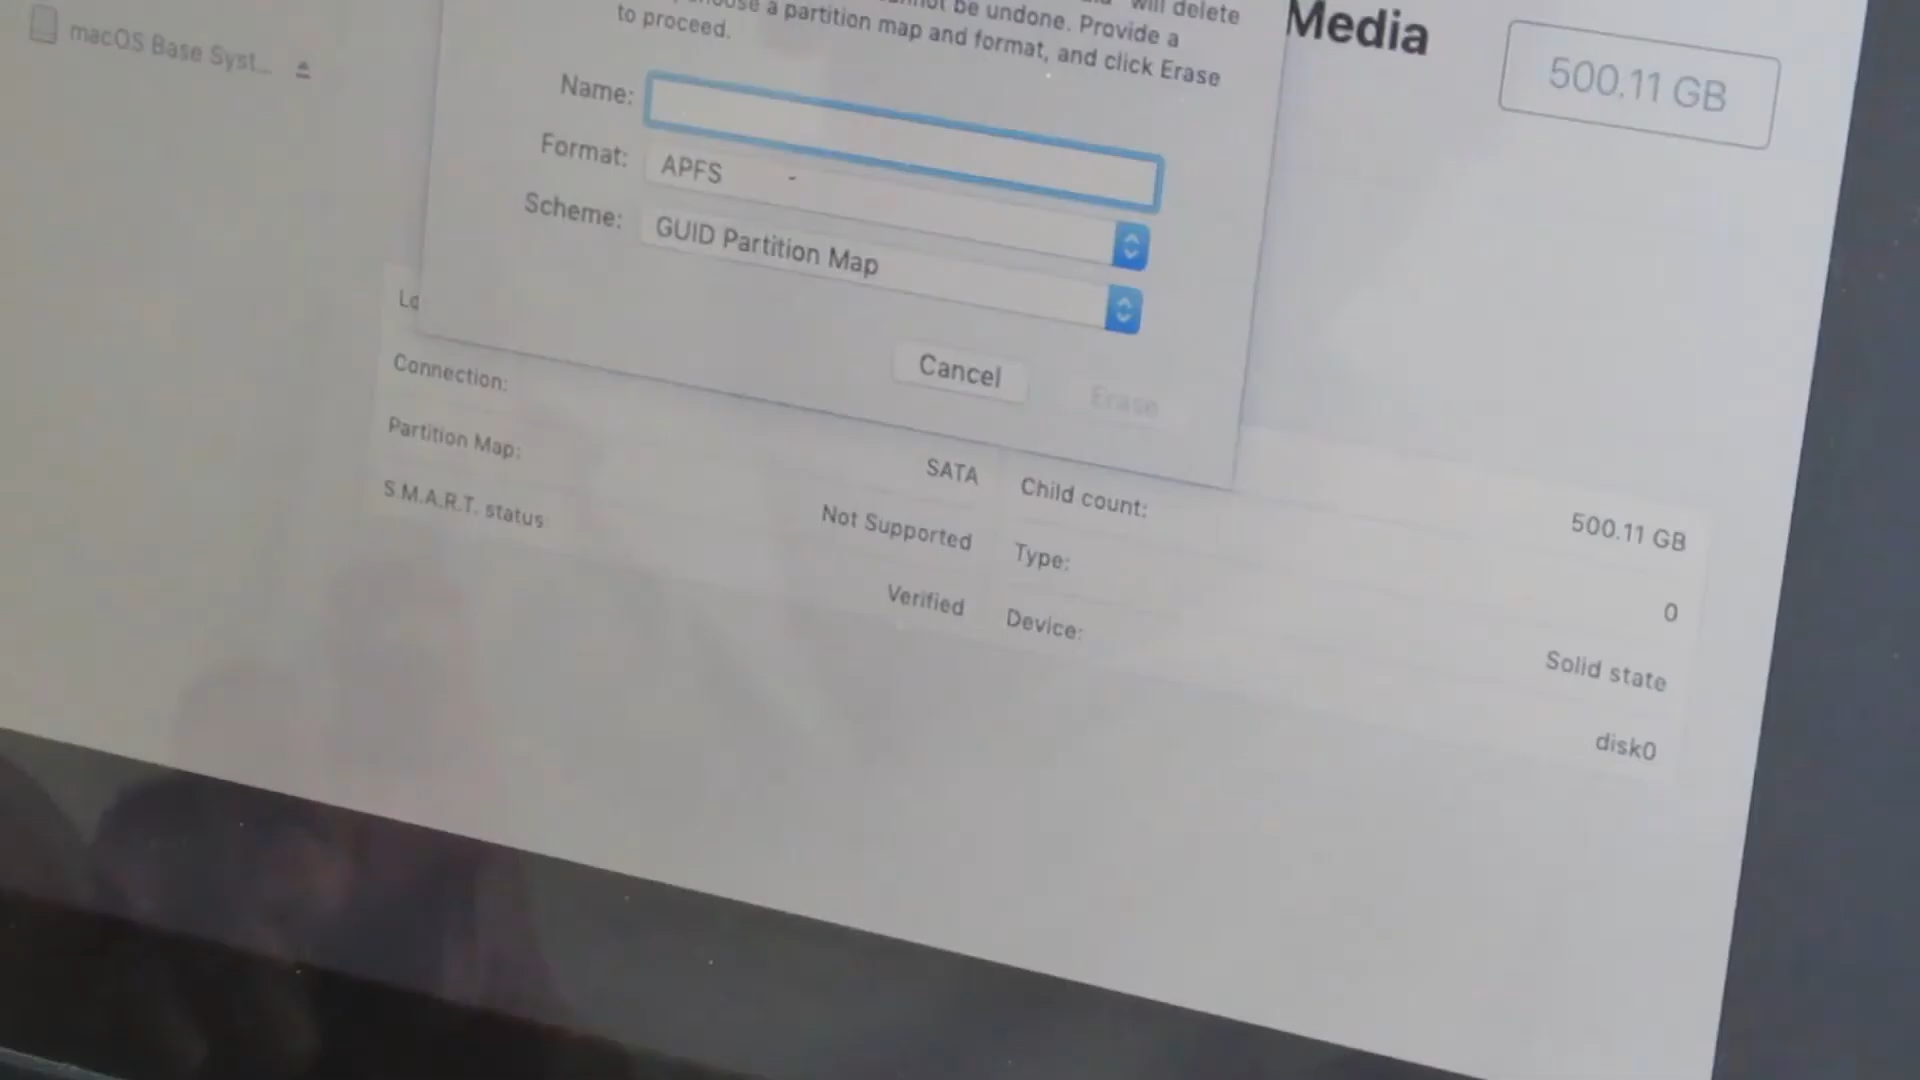 macOS Base Syst...
will delete
not be undone. Provide a
a partition map and format, and click Erase
to proceed.
Media
500.11 GB
Name:
Format: APFS
Scheme: GUID Partition Map
Cancel
Erase
Connection:
SATA
Partition Map:
Not Supported
S.M.A.R.T. status:
Verified
500.11 GB
Child count:
0
Type:
Solid state
Device:
disk0